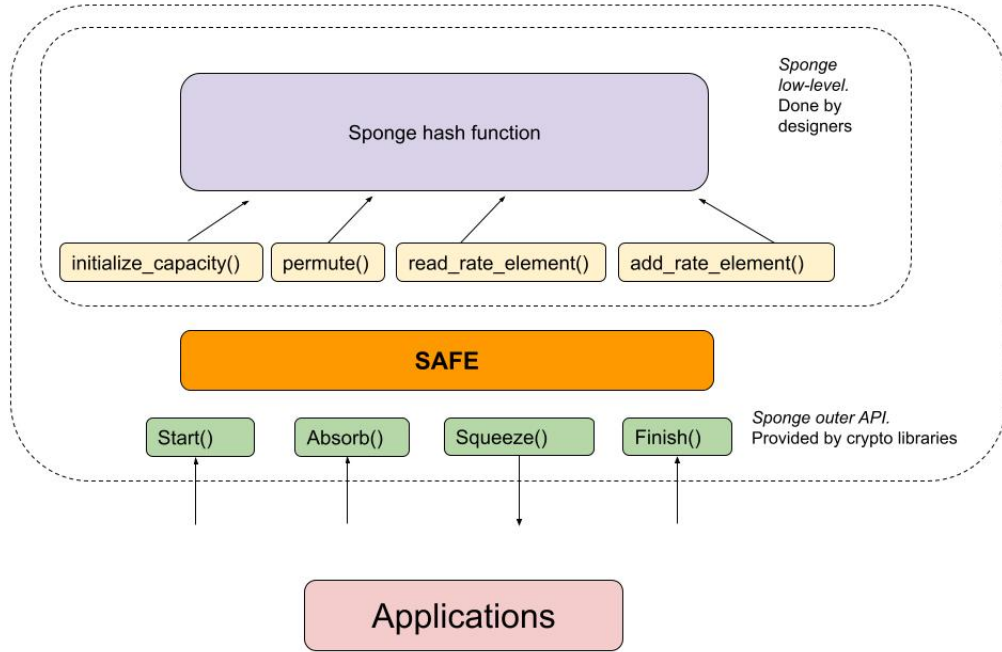 Sponge
low-level.
Done by
designers
Sponge hash function
initialize_capacity()
permute()
read_rate_element()
add_rate_element()
SAFE
Start()
Absorb()
Squeeze()
Finish()
Sponge outer API.
Provided by crypto libraries
Applications